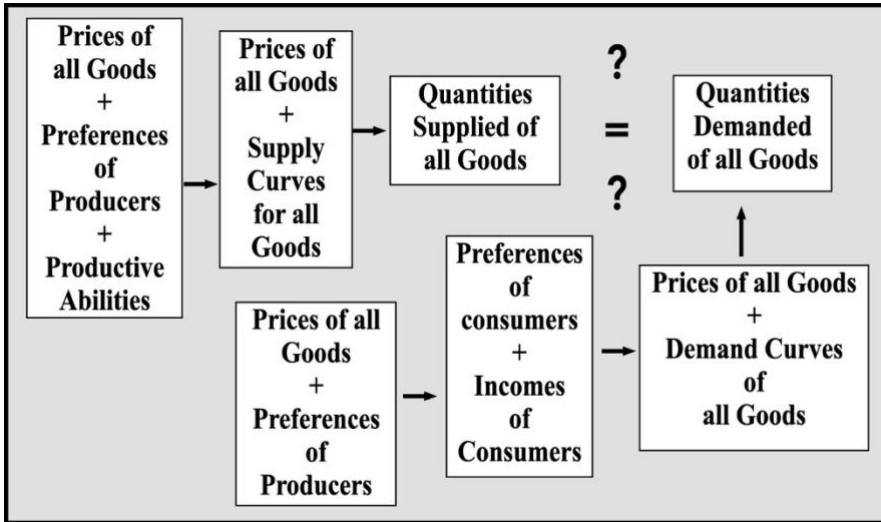 Prices of
all Goods
+
Preferences
of
Producers
+
Productive
Abilities
Prices of
all Goods
+
Supply
Curves
for all
Goods
Quantities
Supplied of
all Goods
?
=
?
Quantities
Demanded
of all Goods
Prices of all
Goods
+
Preferences
of
Producers
Preferences
of
consumers
+
Incomes
of
Consumers
Prices of all Goods
+
Demand Curves
of
all Goods